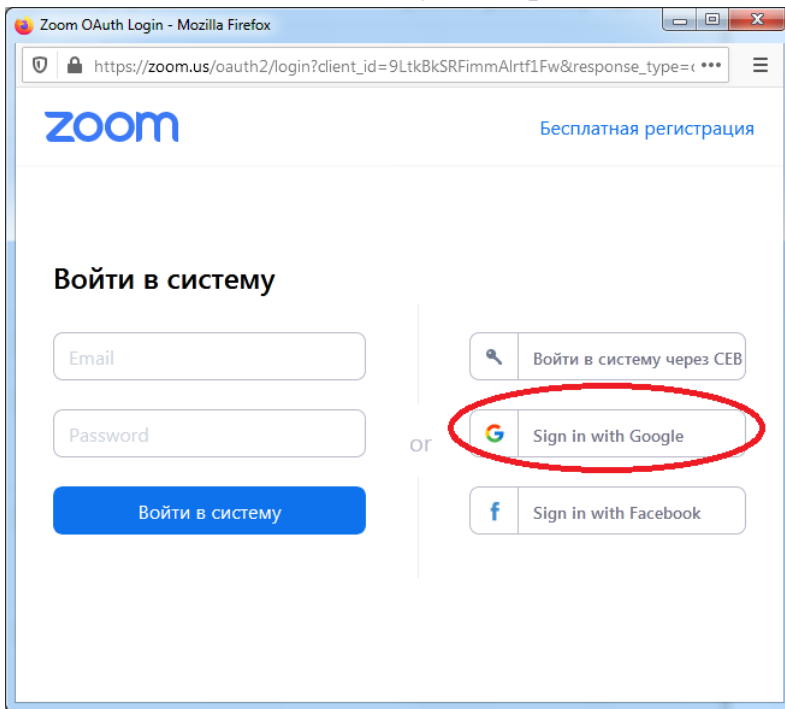 Zoom OAuth Login - Mozilla Firefox
https://zoom.us/oauth2/login?client_id=9LtkBkSRFimmAlrtf1Fw&response_type=c
zoom
Бесплатная регистрация
Войти в систему
Email
Password
Войти в систему
or
Войти в систему через СЕВ
Sign in with Google
Sign in with Facebook